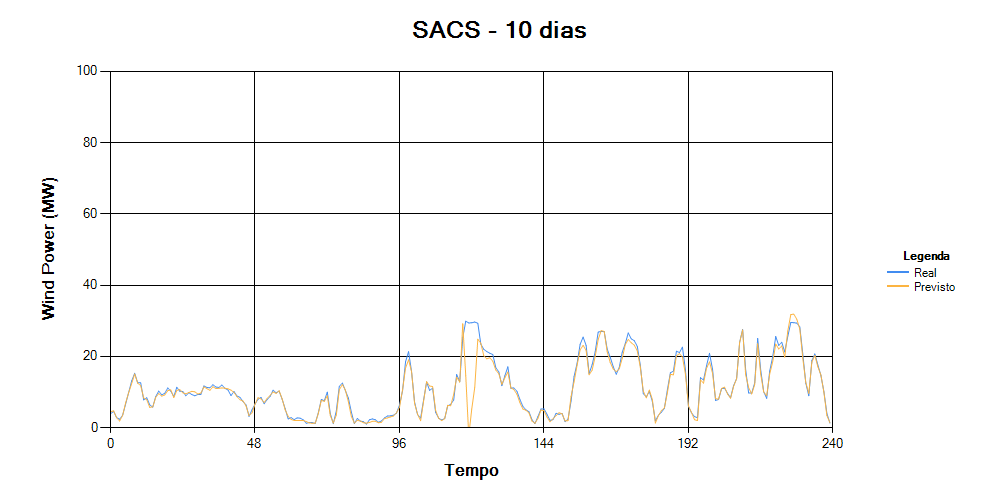 SACS - 10 dias
100
80
60
40
20
0
Wind Power (MW)
0 48 96 144 192 240
Tempo
Legenda
Real
Previsto